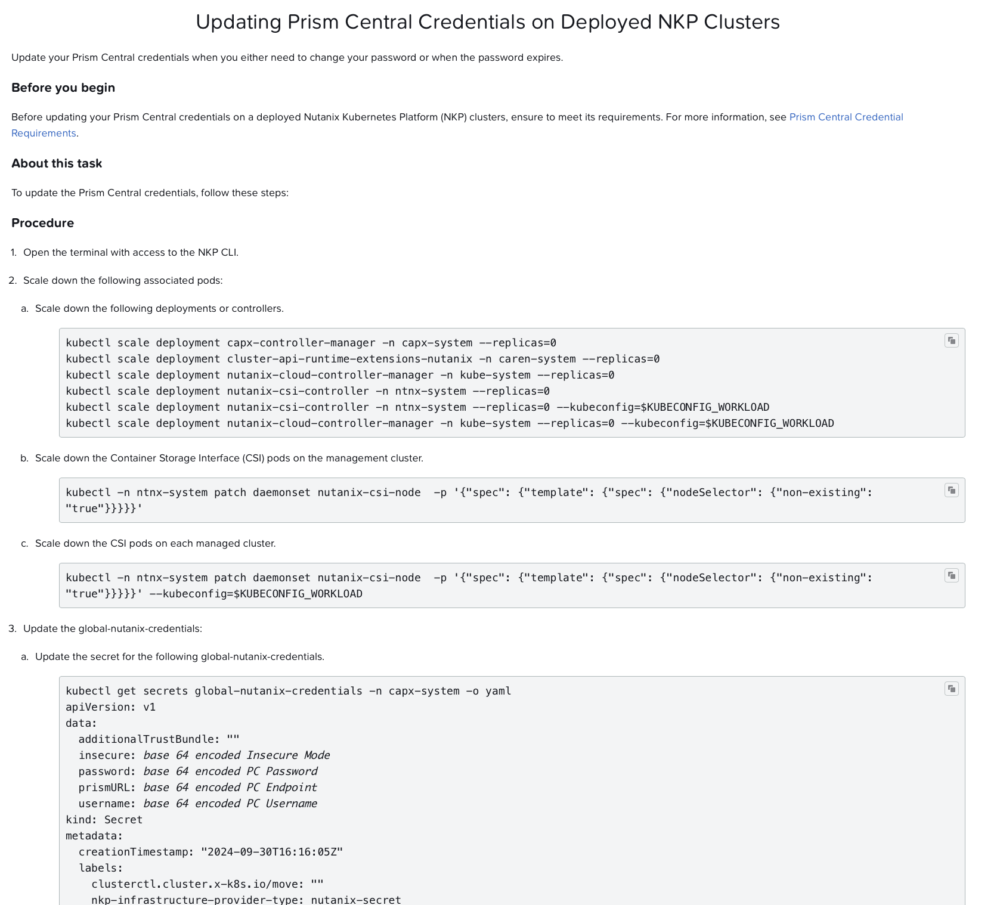 Updating Prism Central Credentials on Deployed NKP Clusters
Update your Prism Central credentials when you either need to change your password or when the password expires.
Before you begin
Before updating your Prism Central credentials on a deployed Nutanix Kubernetes Platform (NKP) clusters, ensure to meet its requirements. For more information, see Prism Central Credential
Requirements.
About this task
To update the Prism Central credentials, follow these steps:
Procedure
1. Open the terminal with access to the NKP CLI.
2. Scale down the following associated pods:
a. Scale down the following deployments or controllers.
kubectl scale deployment capx-controller-manager -n capx-system --replicas=0
kubectl scale deployment cluster-api-runtime-extensions-nutanix -n caren-system --replicas=0
kubectl scale deployment nutanix-cloud-controller-manager -n kube-system --replicas=0
kubectl scale deployment nutanix-csi-controller -n ntnx-system --replicas=0
kubectl scale deployment nutanix-csi-controller -n ntnx-system --replicas=0 --kubeconfig=$KUBECONFIG_WORKLOAD
kubectl scale deployment nutanix-cloud-controller-manager -n kube-system --replicas=0 --kubeconfig=$KUBECONFIG_WORKLOAD
b. Scale down the Container Storage Interface (CSI) pods on the management cluster.
kubectl -n ntnx-system patch daemonset nutanix-csi-node  -p '{"spec": {"template": {"spec": {"nodeSelector": {"non-existing":
"true"}}}}}'
c. Scale down the CSI pods on each managed cluster.
kubectl -n ntnx-system patch daemonset nutanix-csi-node  -p '{"spec": {"template": {"spec": {"nodeSelector": {"non-existing":
"true"}}}}}' --kubeconfig=$KUBECONFIG_WORKLOAD
3. Update the global-nutanix-credentials:
a. Update the secret for the following global-nutanix-credentials.
kubectl get secrets global-nutanix-credentials -n capx-system -o yaml
apiVersion: v1
data:
  additionalTrustBundle: ""
  insecure: base 64 encoded Insecure Mode
  password: base 64 encoded PC Password
  prismURL: base 64 encoded PC Endpoint
  username: base 64 encoded PC Username
kind: Secret
metadata:
  creationTimestamp: "2024-09-30T16:16:05Z"
  labels:
    clusterctl.cluster.x-k8s.io/move: ""
    nkp-infrastructure-provider-type: nutanix-secret